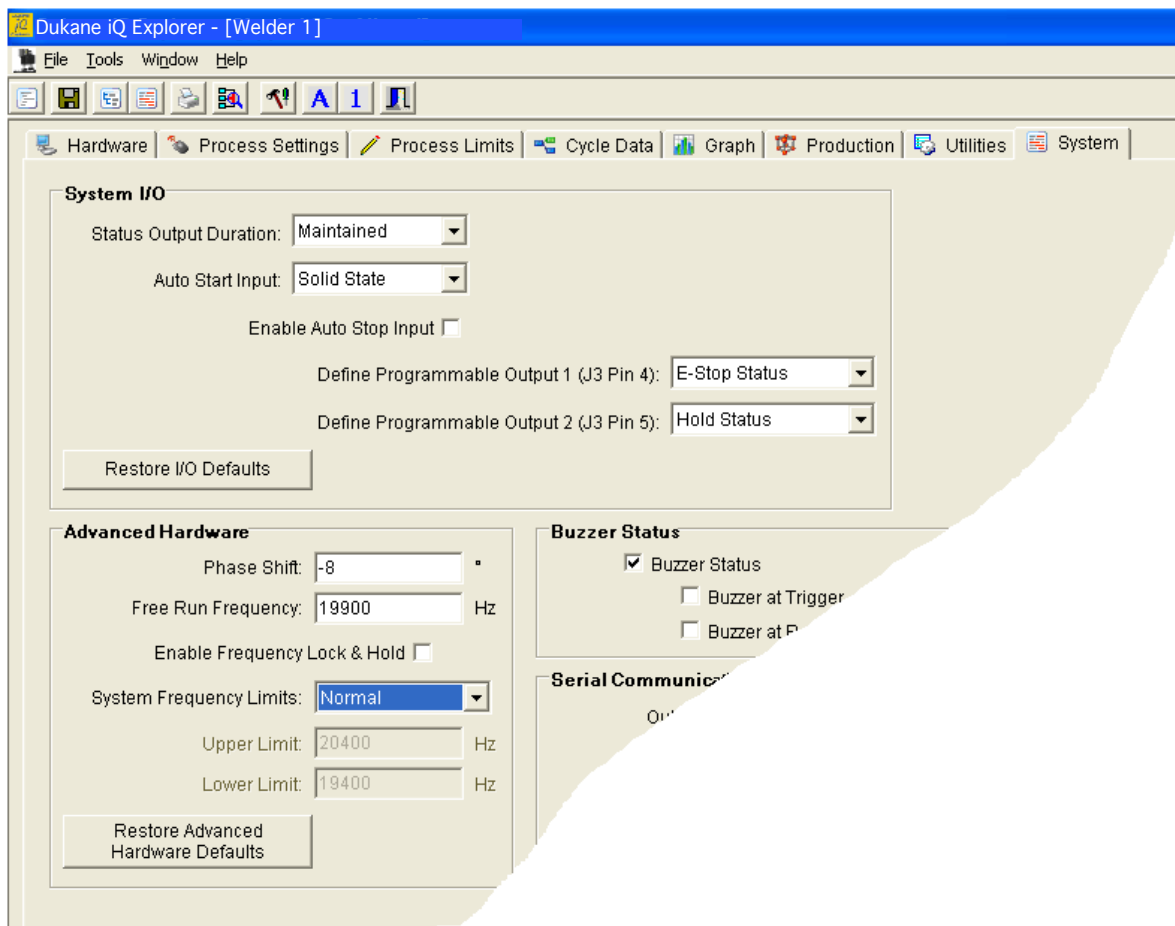 Dukane iQ Explorer - [Welder 1]
File Tools Window Help
A 1
Hardware Process Settings Process Limits Cycle Data Graph Production Utilities System
System I/O
Status Output Duration: Maintained
Auto Start Input: Solid State
Enable Auto Stop Input
Define Programmable Output 1 (J3 Pin 4): E-Stop Status
Define Programmable Output 2 (J3 Pin 5): Hold Status
Restore I/O Defaults
Advanced Hardware
Phase Shift: -8 °
Free Run Frequency: 19900 Hz
Enable Frequency Lock & Hold
System Frequency Limits: Normal
Upper Limit: 20400 Hz
Lower Limit: 19400 Hz
Restore Advanced
Hardware Defaults
Buzzer Status
Buzzer Status
Buzzer at Trigger
Buzzer at
Serial